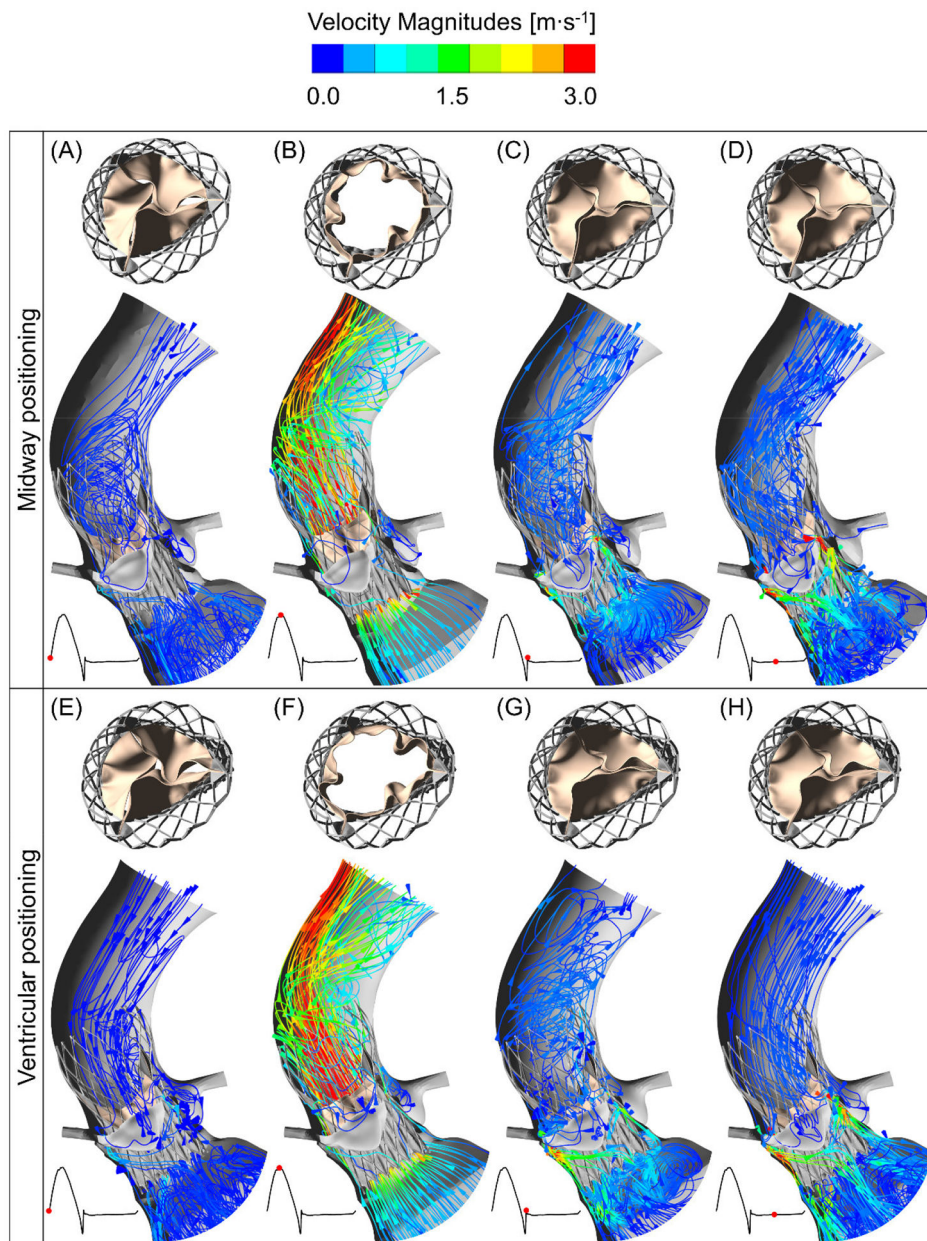 Velocity Magnitudes [m·s⁻¹]
0.0 1.5 3.0
Midway positioning
(A) (B) (C) (D)
Ventricular positioning
(E) (F) (G) (H)